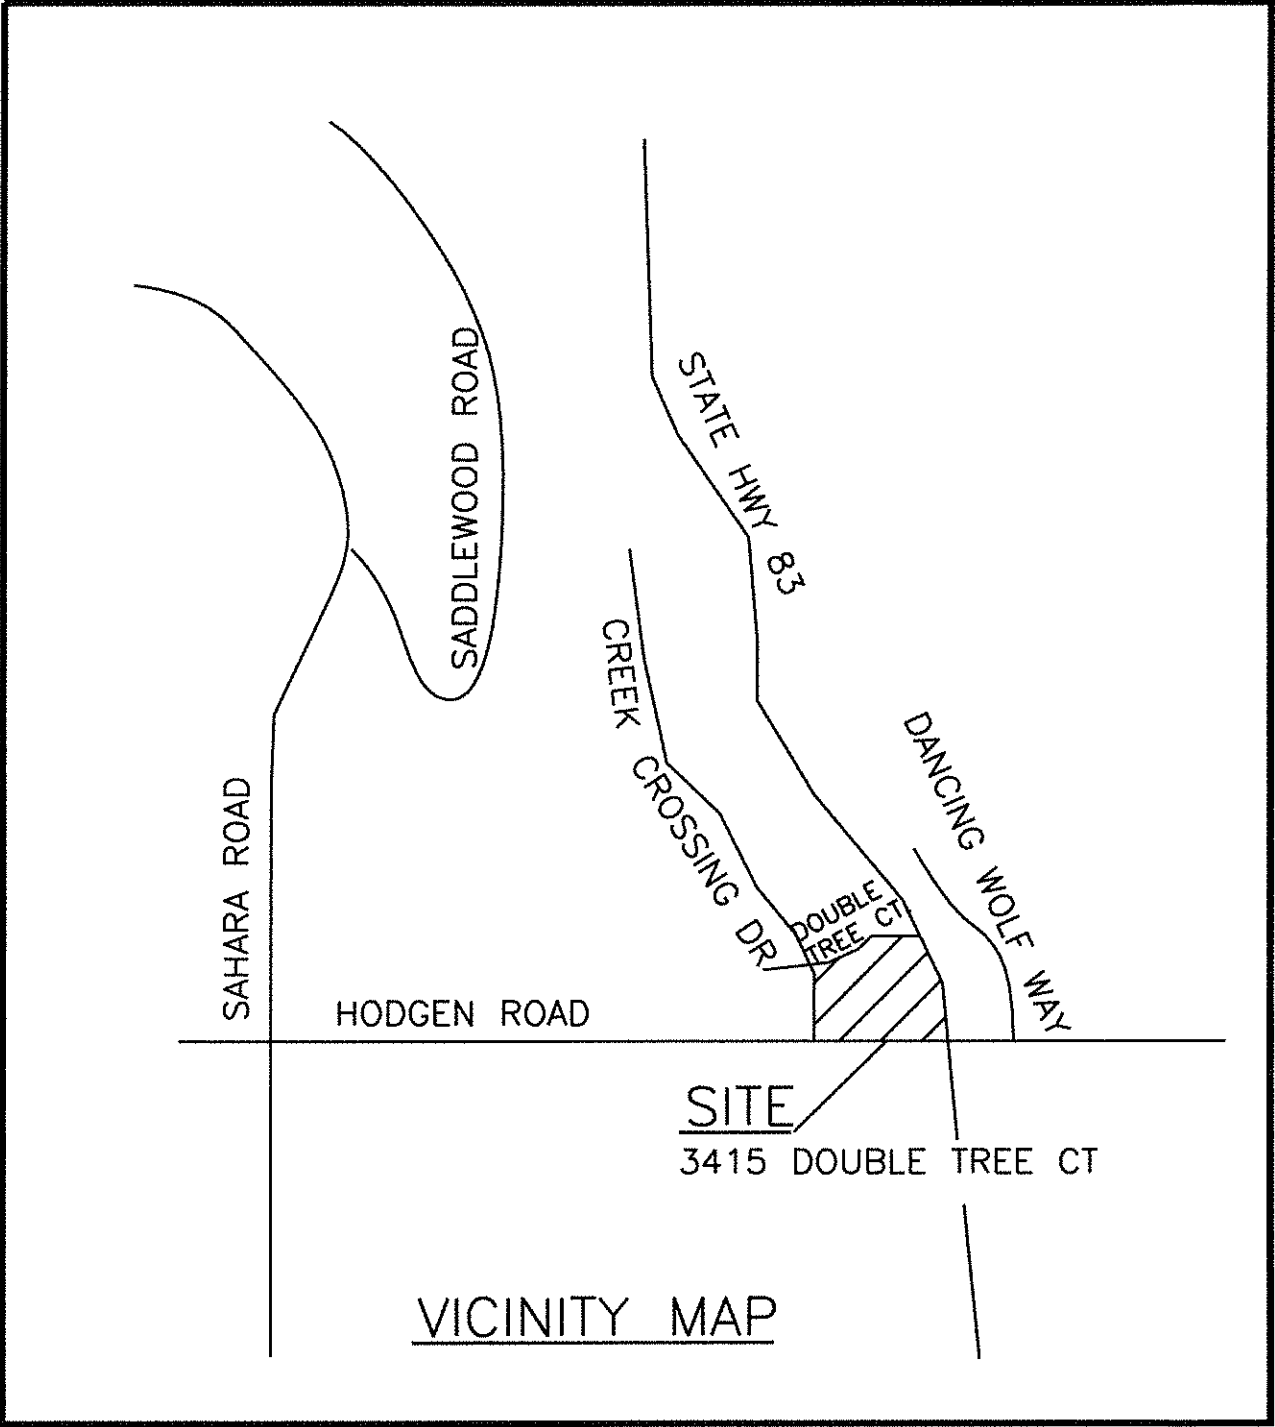 SADDLEWOOD ROAD
STATE HWY 83
CREEK CROSSING DR
DANCING WOLF WAY
SAHARA ROAD
DOUBLE
TREE CT
HODGEN ROAD
SITE
3415 DOUBLE TREE CT
VICINITY MAP